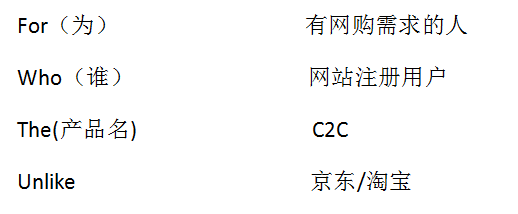 For（为） 有网购需求的人
Who（谁） 网站注册用户
The(产品名) C2C
Unlike 京东/淘宝